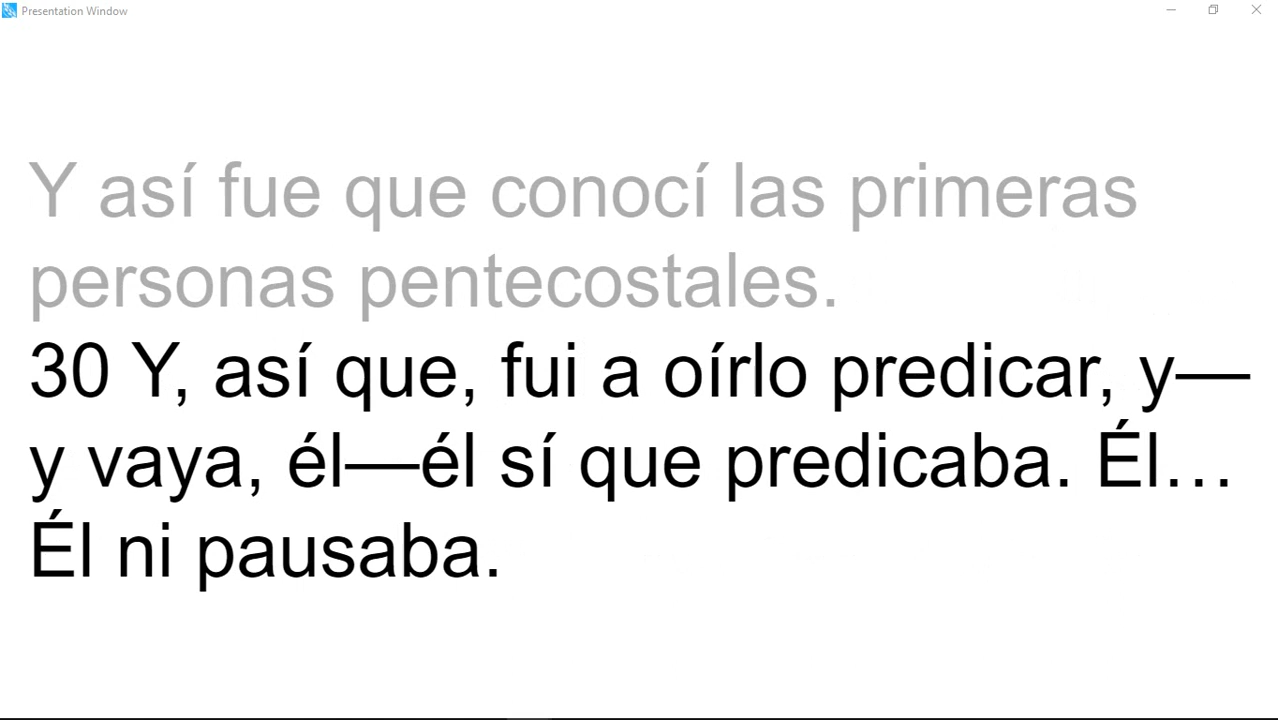 Presentation Window
Y así fue que conocí las primeras
personas pentecostales.
30 Y, así que, fui a oírlo predicar, y—
y vaya, él—él sí que predicaba. Él…
Él ni pausaba.